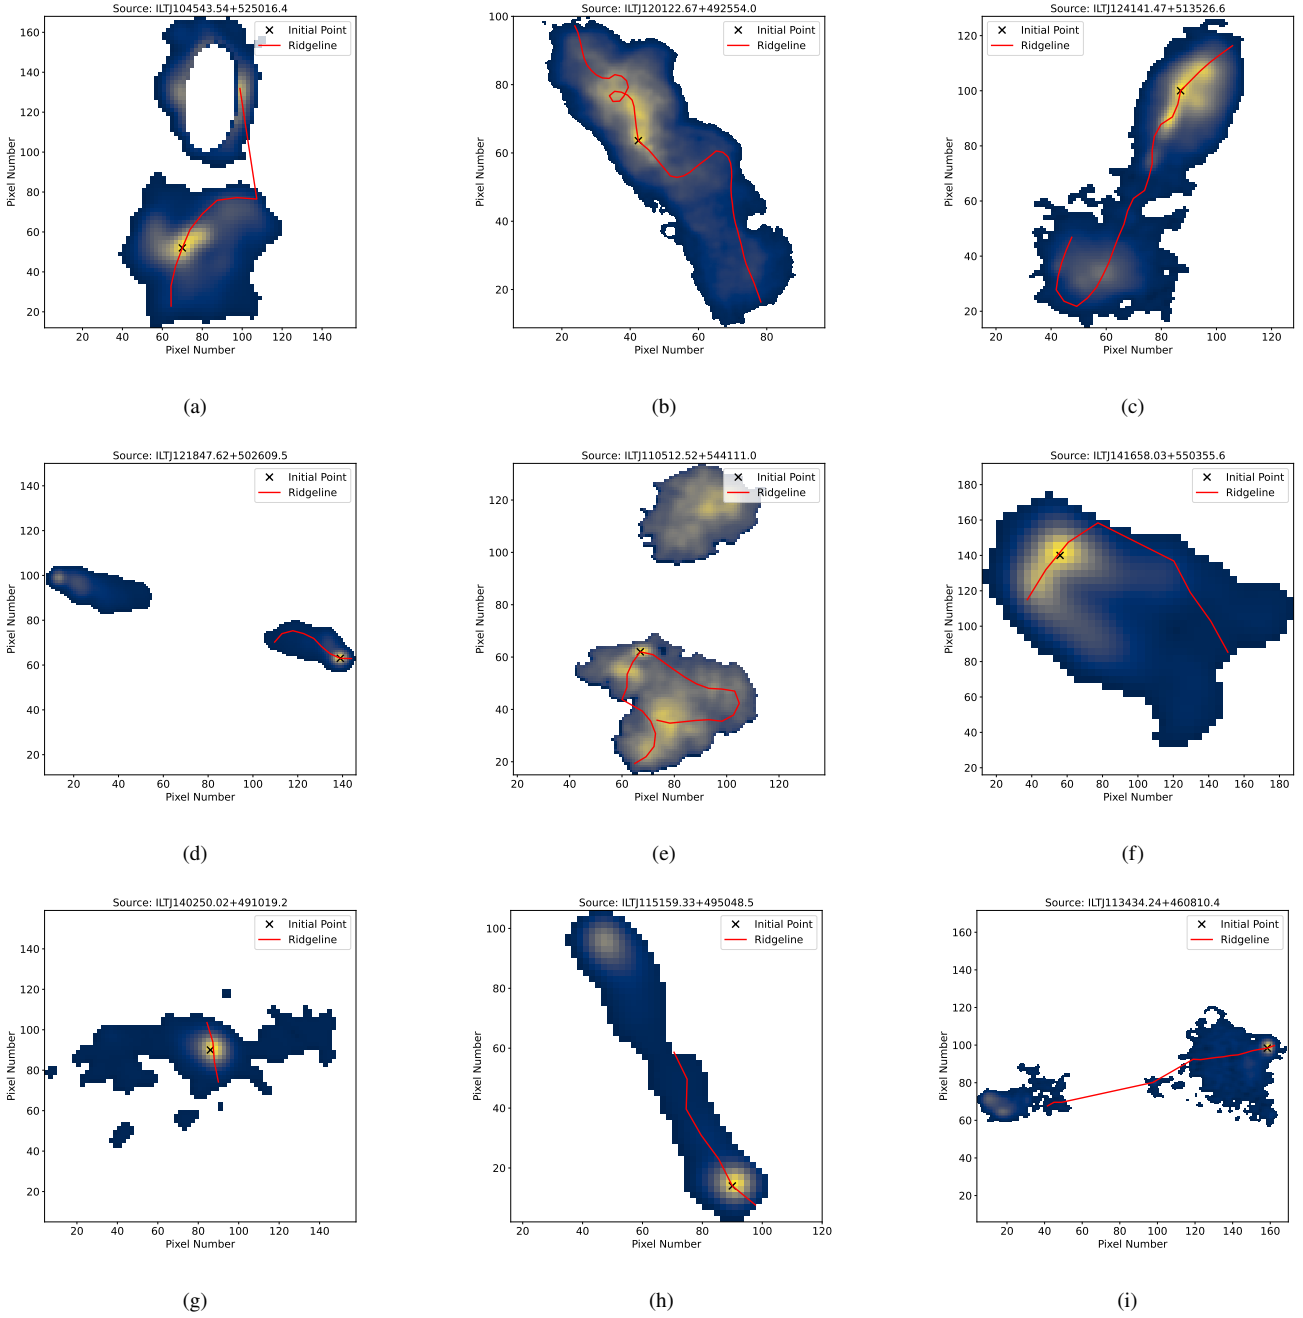 Source: ILTJ104543.54+525016.4
Initial Point
Ridgeline
160
140
120
100
80
60
40
20
Pixel Number
20 40 60 80 100 120 140
Pixel Number
(a)
Source: ILTJ120122.67+492554.0
Initial Point
Ridgeline
100
80
60
40
20
Pixel Number
20 40 60 80
Pixel Number
(b)
Source: ILTJ124141.47+513526.6
Initial Point
Ridgeline
120
100
80
60
40
20
Pixel Number
20 40 60 80 100 120
Pixel Number
(c)
Source: ILTJ121847.62+502609.5
Initial Point
Ridgeline
140
120
100
80
60
40
20
Pixel Number
20 40 60 80 100 120 140
Pixel Number
(d)
Source: ILTJ110512.52+544111.0
Initial Point
Ridgeline
120
100
80
60
40
20
Pixel Number
20 40 60 80 100 120
Pixel Number
(e)
Source: ILTJ141658.03+550355.6
Initial Point
Ridgeline
180
160
140
120
100
80
60
40
20
Pixel Number
20 40 60 80 100 120 140 160 180
Pixel Number
(f)
Source: ILTJ140250.02+491019.2
Initial Point
Ridgeline
140
120
100
80
60
40
20
Pixel Number
20 40 60 80 100 120 140
Pixel Number
(g)
Source: ILTJ115159.33+495048.5
Initial Point
Ridgeline
100
80
60
40
20
Pixel Number
20 40 60 80 100 120
Pixel Number
(h)
Source: ILTJ113434.24+460810.4
Initial Point
Ridgeline
160
140
120
100
80
60
40
20
Pixel Number
20 40 60 80 100 120 140 160
Pixel Number
(i)